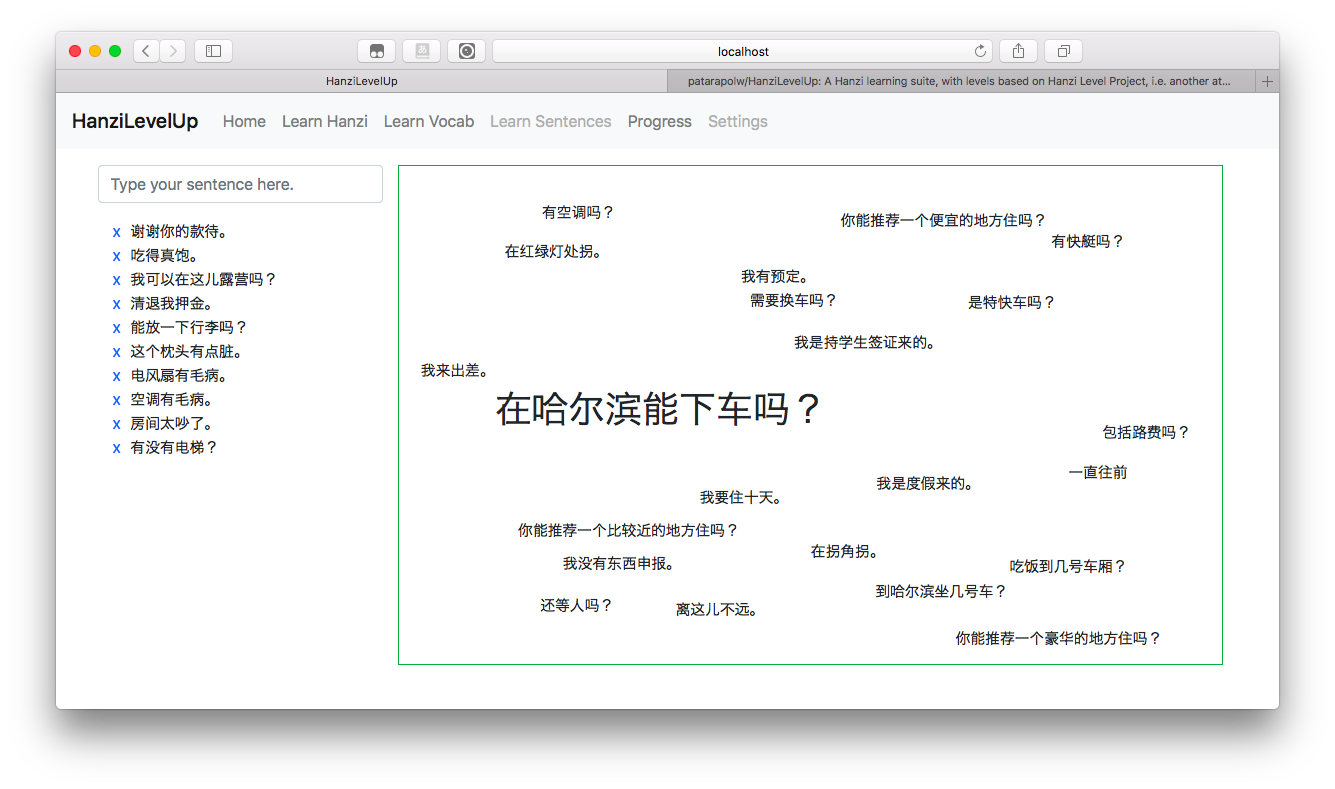 localhost
HanziLevelUp
patarapolw/HanziLevelUp: A Hanzi learning suite, with levels based on Hanzi Level Project, i.e. another at...
HanziLevelUp Home Learn Hanzi Learn Vocab Learn Sentences Progress Settings
Type your sentence here.
x 谢谢你的款待。
x 吃得真饱。
x 我可以在这儿露营吗？
x 清退我押金。
x 能放一下行李吗？
x 这个枕头有点脏。
x 电风扇有毛病。
x 空调有毛病。
x 房间太吵了。
x 有没有电梯？
有空调吗？
你能推荐一个便宜的地方住吗？
有快艇吗？
在红绿灯处拐。
我有预定。
需要换车吗？
是特快车吗？
我是持学生签证来的。
我来出差。
在哈尔滨能下车吗？
包括路费吗？
一直往前
我是度假来的。
我要住十天。
你能推荐一个比较近的地方住吗？
在拐角拐。
我没有东西申报。
吃饭到几号车厢？
到哈尔滨坐几号车？
还等人吗？
离这儿不远。
你能推荐一个豪华的地方住吗？